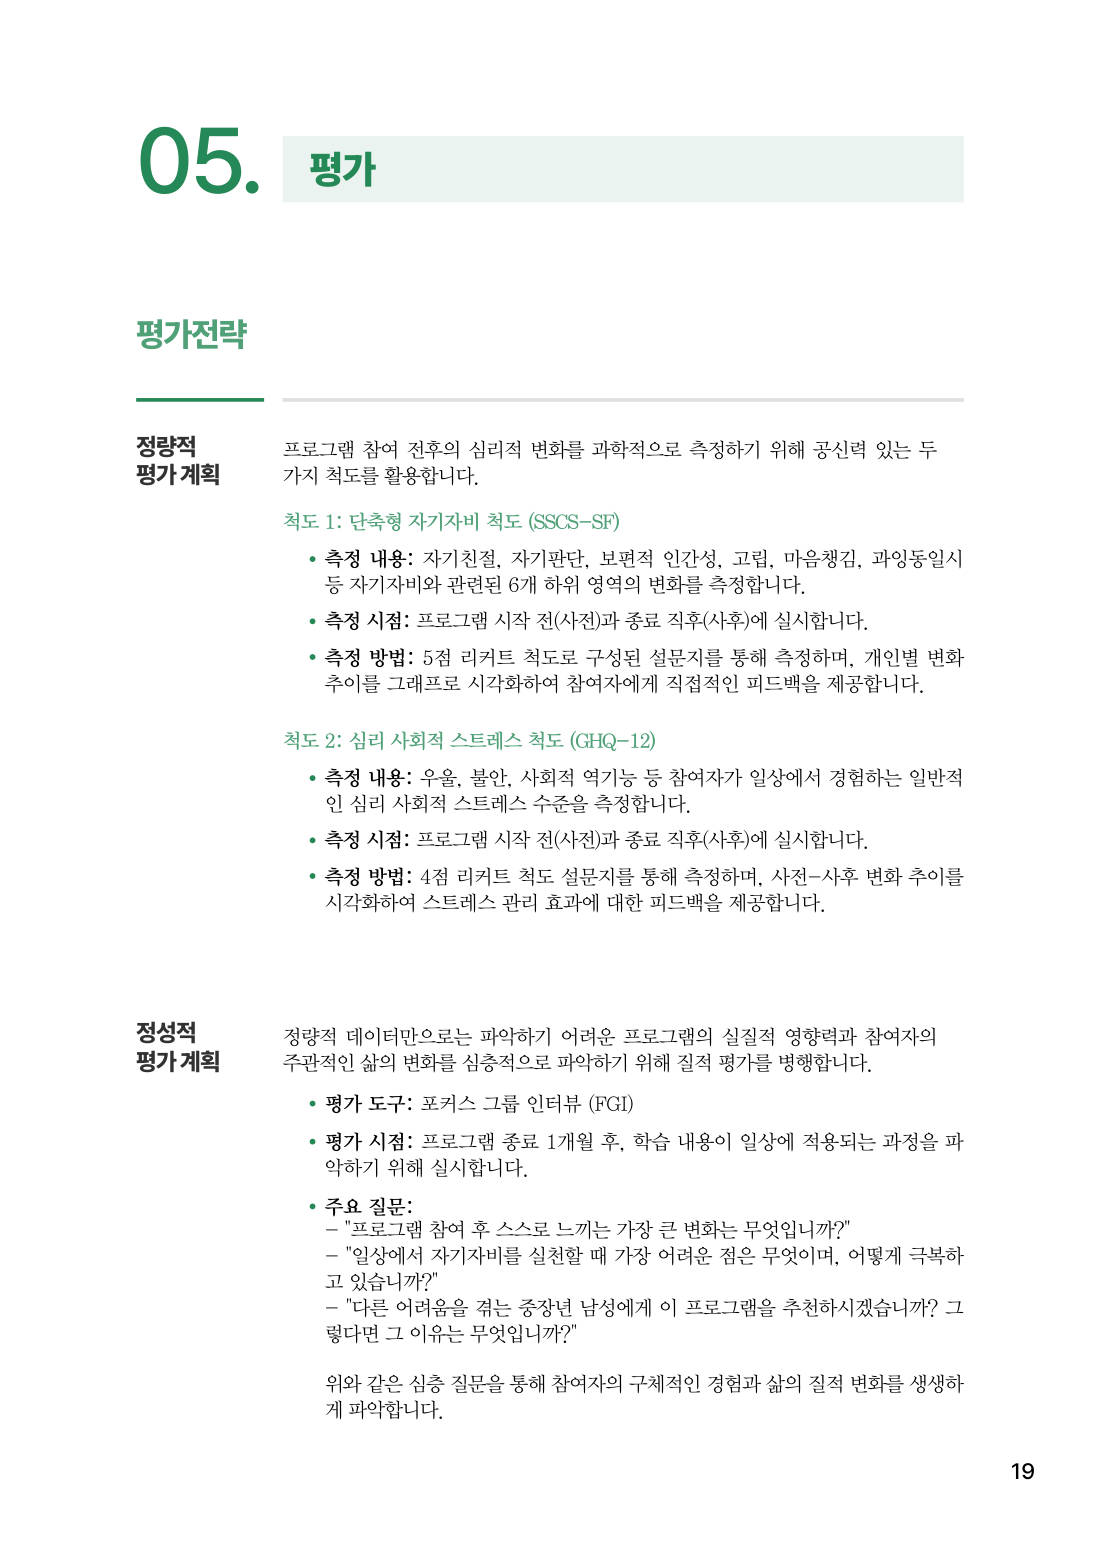 05.
평가
평가전략
정량적
평가 계획
프로그램 참여 전후의 심리적 변화를 과학적으로 측정하기 위해 공신력 있는 두
가지 척도를 활용합니다.
척도 1: 단축형 자기자비 척도 (SSCS-SF)
• 측정 내용: 자기친절, 자기판단, 보편적 인간성, 고립, 마음챙김, 과잉동일시
등 자기자비와 관련된 6개 하위 영역의 변화를 측정합니다.
• 측정 시점: 프로그램 시작 전(사전)과 종료 직후(사후)에 실시합니다.
• 측정 방법: 5점 리커트 척도로 구성된 설문지를 통해 측정하며, 개인별 변화
추이를 그래프로 시각화하여 참여자에게 직접적인 피드백을 제공합니다.
척도 2: 심리 사회적 스트레스 척도 (GHQ-12)
• 측정 내용: 우울, 불안, 사회적 역기능 등 참여자가 일상에서 경험하는 일반적
인 심리 사회적 스트레스 수준을 측정합니다.
• 측정 시점: 프로그램 시작 전(사전)과 종료 직후(사후)에 실시합니다.
• 측정 방법: 4점 리커트 척도 설문지를 통해 측정하며, 사전-사후 변화 추이를
시각화하여 스트레스 관리 효과에 대한 피드백을 제공합니다.
정성적
평가 계획
정량적 데이터만으로는 파악하기 어려운 프로그램의 실질적 영향력과 참여자의
주관적인 삶의 변화를 심층적으로 파악하기 위해 질적 평가를 병행합니다.
• 평가 도구: 포커스 그룹 인터뷰 (FGI)
• 평가 시점: 프로그램 종료 1개월 후, 학습 내용이 일상에 적용되는 과정을 파
악하기 위해 실시합니다.
• 주요 질문:
- "프로그램 참여 후 스스로 느끼는 가장 큰 변화는 무엇입니까?"
- "일상에서 자기자비를 실천할 때 가장 어려운 점은 무엇이며, 어떻게 극복하
고 있습니까?"
- "다른 어려움을 겪는 중장년 남성에게 이 프로그램을 추천하시겠습니까? 그
렇다면 그 이유는 무엇입니까?"
위와 같은 심층 질문을 통해 참여자의 구체적인 경험과 삶의 질적 변화를 생생하
게 파악합니다.
19